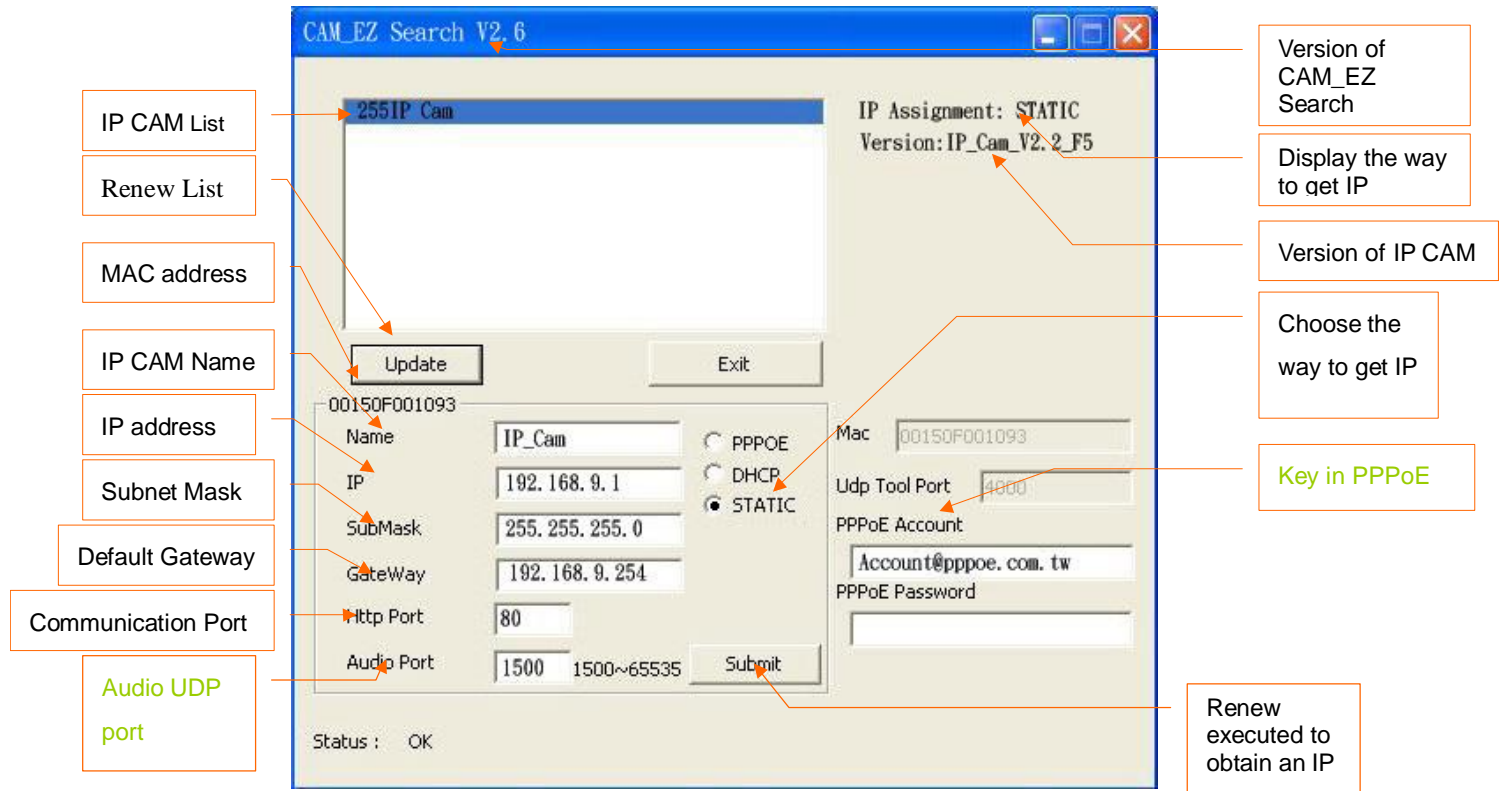 CAM_EZ Search V2.6
Version of
CAM_EZ
Search
IP CAM List
255IP Cam
IP Assignment: STATIC
Version:IP_Cam_V2.2_F5
Display the way
to get IP
Renew List
Version of IP CAM
MAC address
Choose the
way to get IP
IP CAM Name
Update
Exit
00150F001093
IP address
Name
IP_Cam
PPPOE
Mac
00150F001093
Subnet Mask
IP
192.168.9.1
DHCP
Udp Tool Port
4000
Key in PPPoE
STATIC
SubMask
255.255.255.0
PPPoE Account
Default Gateway
GateWay
192.168.9.254
Account@pppoe.com.tw
PPPoE Password
Communication Port
Http Port
80
Audio UDP
port
Audio Port
1500
1500~65535
Submit
Renew
executed to
obtain an IP
Status : OK